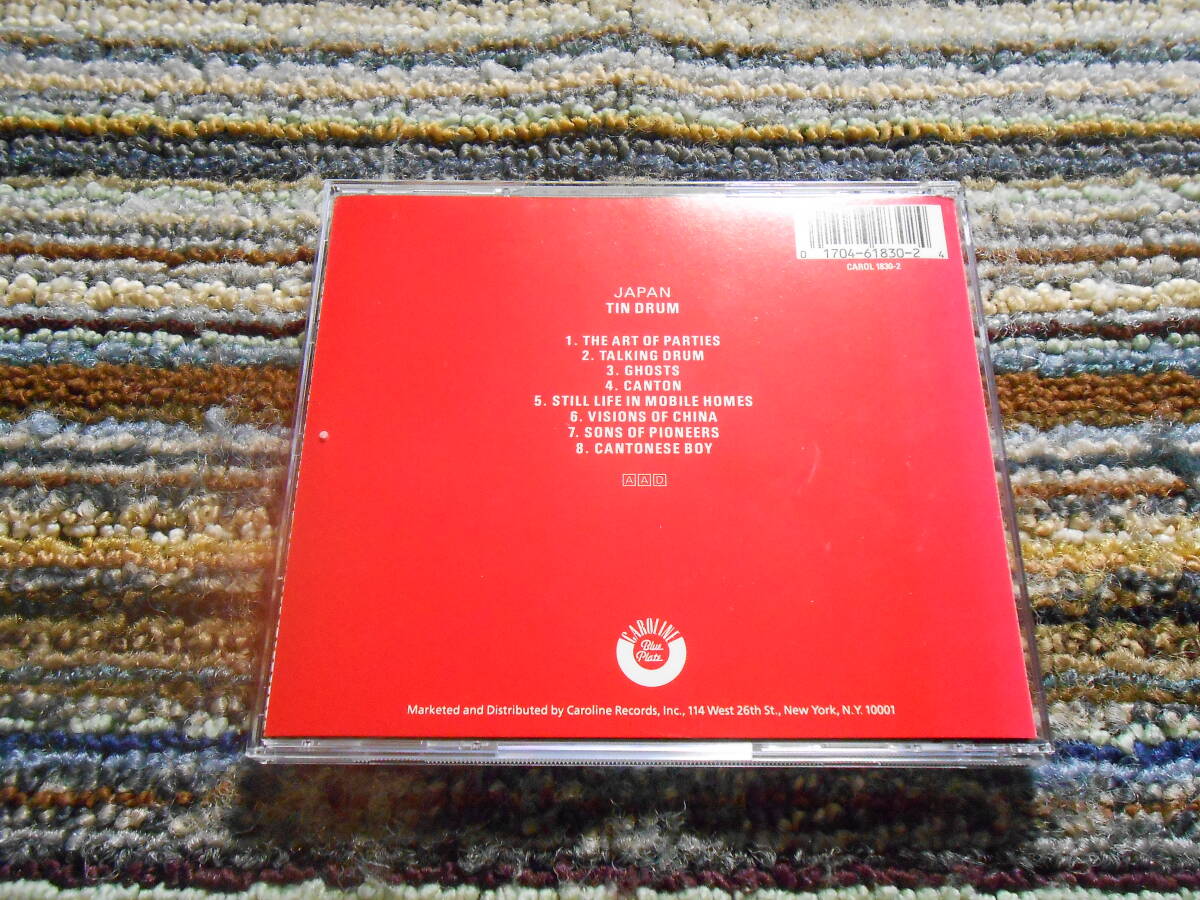 0 1704-61830-2 4
CAROL 1830-2
JAPAN
TIN DRUM
1. THE ART OF PARTIES
2. TALKING DRUM
3. GHOSTS
4. CANTON
5. STILL LIFE IN MOBILE HOMES
6. VISIONS OF CHINA
7. SONS OF PIONEERS
8. CANTONESE BOY
AAD
CAROLINE
Blue
Plate
Marketed and Distributed by Caroline Records, Inc., 114 West 26th St., New York, N.Y. 10001